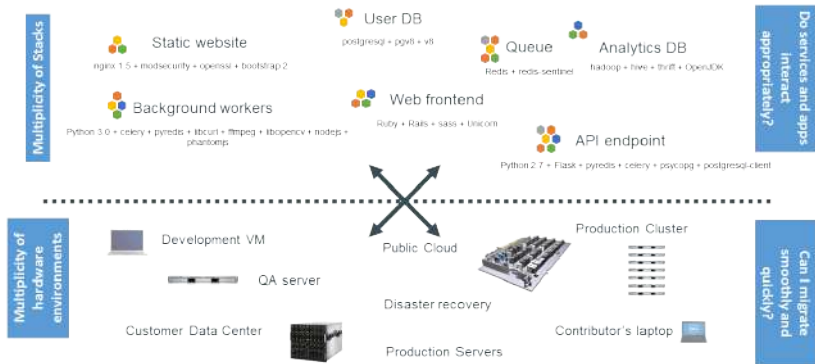 Multiplicity of Stacks
Static website
nginx 1.5 + modsecurity + openssl + bootstrap 2
User DB
postgresql + pgv8 + v8
Queue
Redis + redis-sentinel
Analytics DB
hadoop + hive + thrift + OpenJDK
Background workers
Python 3.0 + celery + pyredis + libcurl + ffmpeg + libopencv + nodejs +
phantomjs
Web frontend
Ruby + Rails + sass + Unicorn
API endpoint
Python 2.7 + Flask + pyredis + celery + psycopg + postgresql-client
Do services and apps
interact
appropriately?
Multiplicity of
hardware
environments
Development VM
QA server
Customer Data Center
Public Cloud
Disaster recovery
Production Servers
Production Cluster
Contributor's laptop
Can I migrate
smoothly and
quickly?